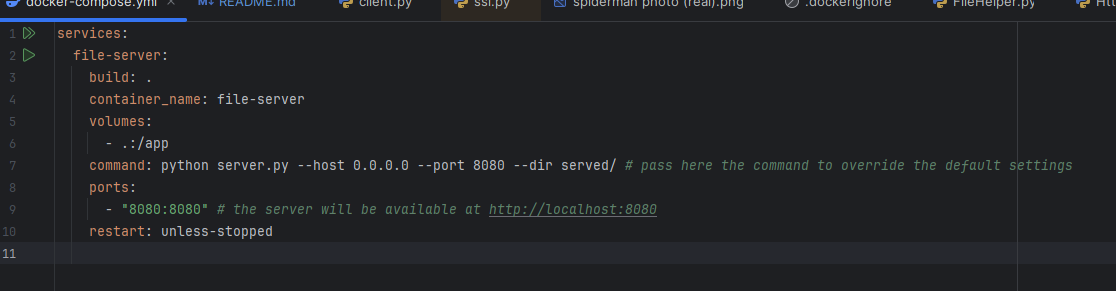 docker-compose.yml README.md client.py ssl.py spiderman photo (real).png .dockerignore FileHelper.py
1 services:
2 file-server:
3 build: .
4 container_name: file-server
5 volumes:
6 - .:/app
7 command: python server.py --host 0.0.0.0 --port 8080 --dir served/ # pass here the command to override the default settings
8 ports:
9 - "8080:8080" # the server will be available at http://localhost:8080
10 restart: unless-stopped
11